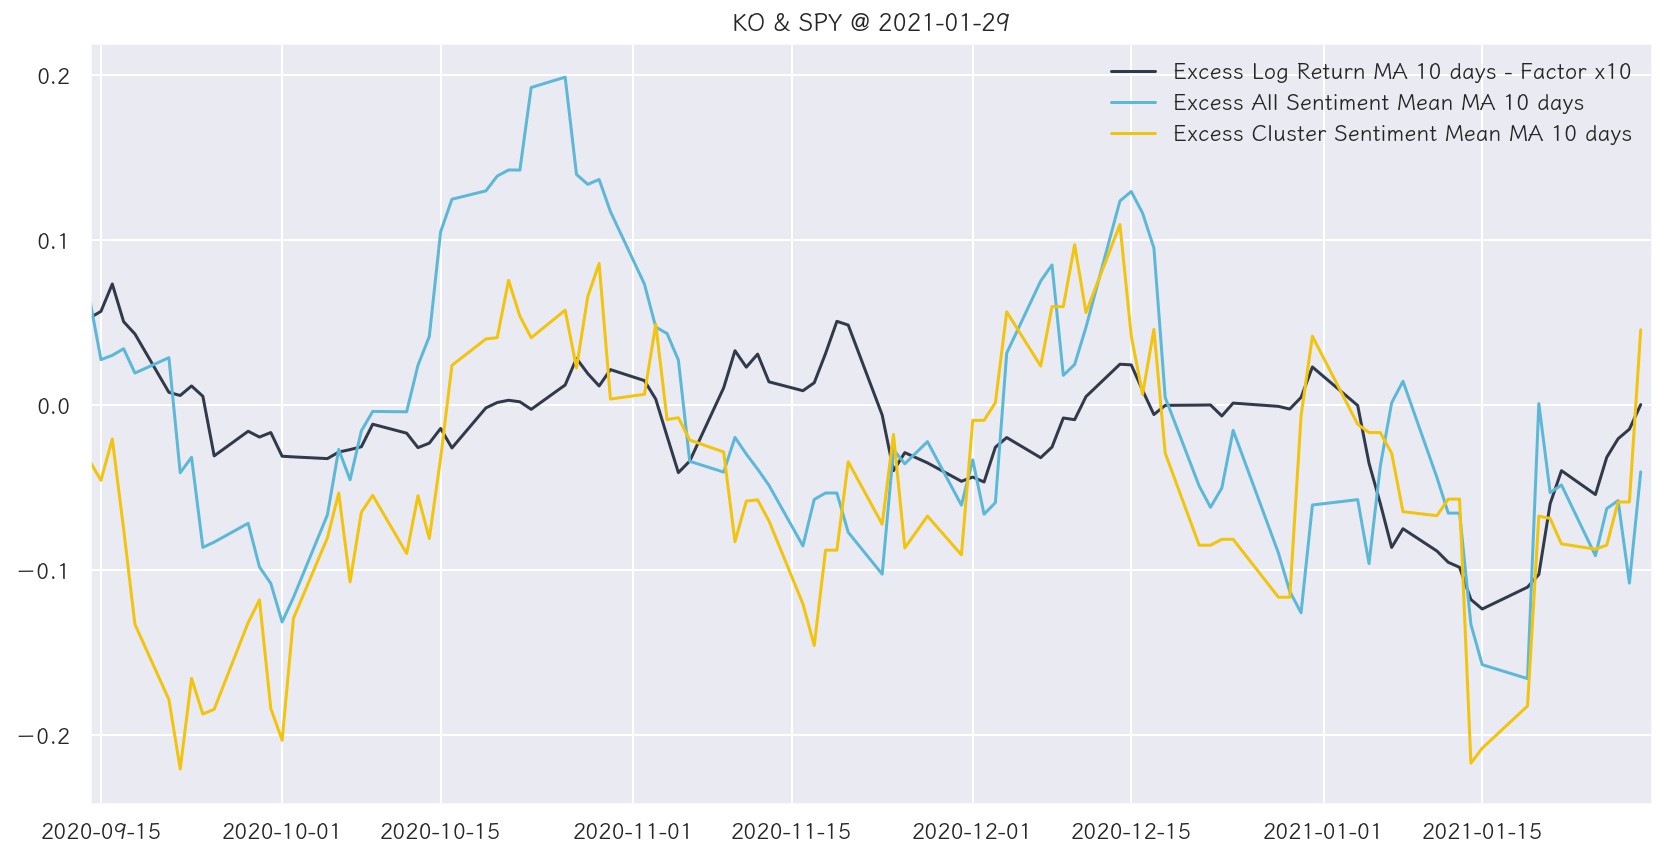 KO & SPY @ 2021-01-29
Excess Log Return MA 10 days - Factor x10
Excess All Sentiment Mean MA 10 days
Excess Cluster Sentiment Mean MA 10 days
0.2
0.1
0.0
−0.1
−0.2
2020-09-15 2020-10-01 2020-10-15 2020-11-01 2020-11-15 2020-12-01 2020-12-15 2021-01-01 2021-01-15